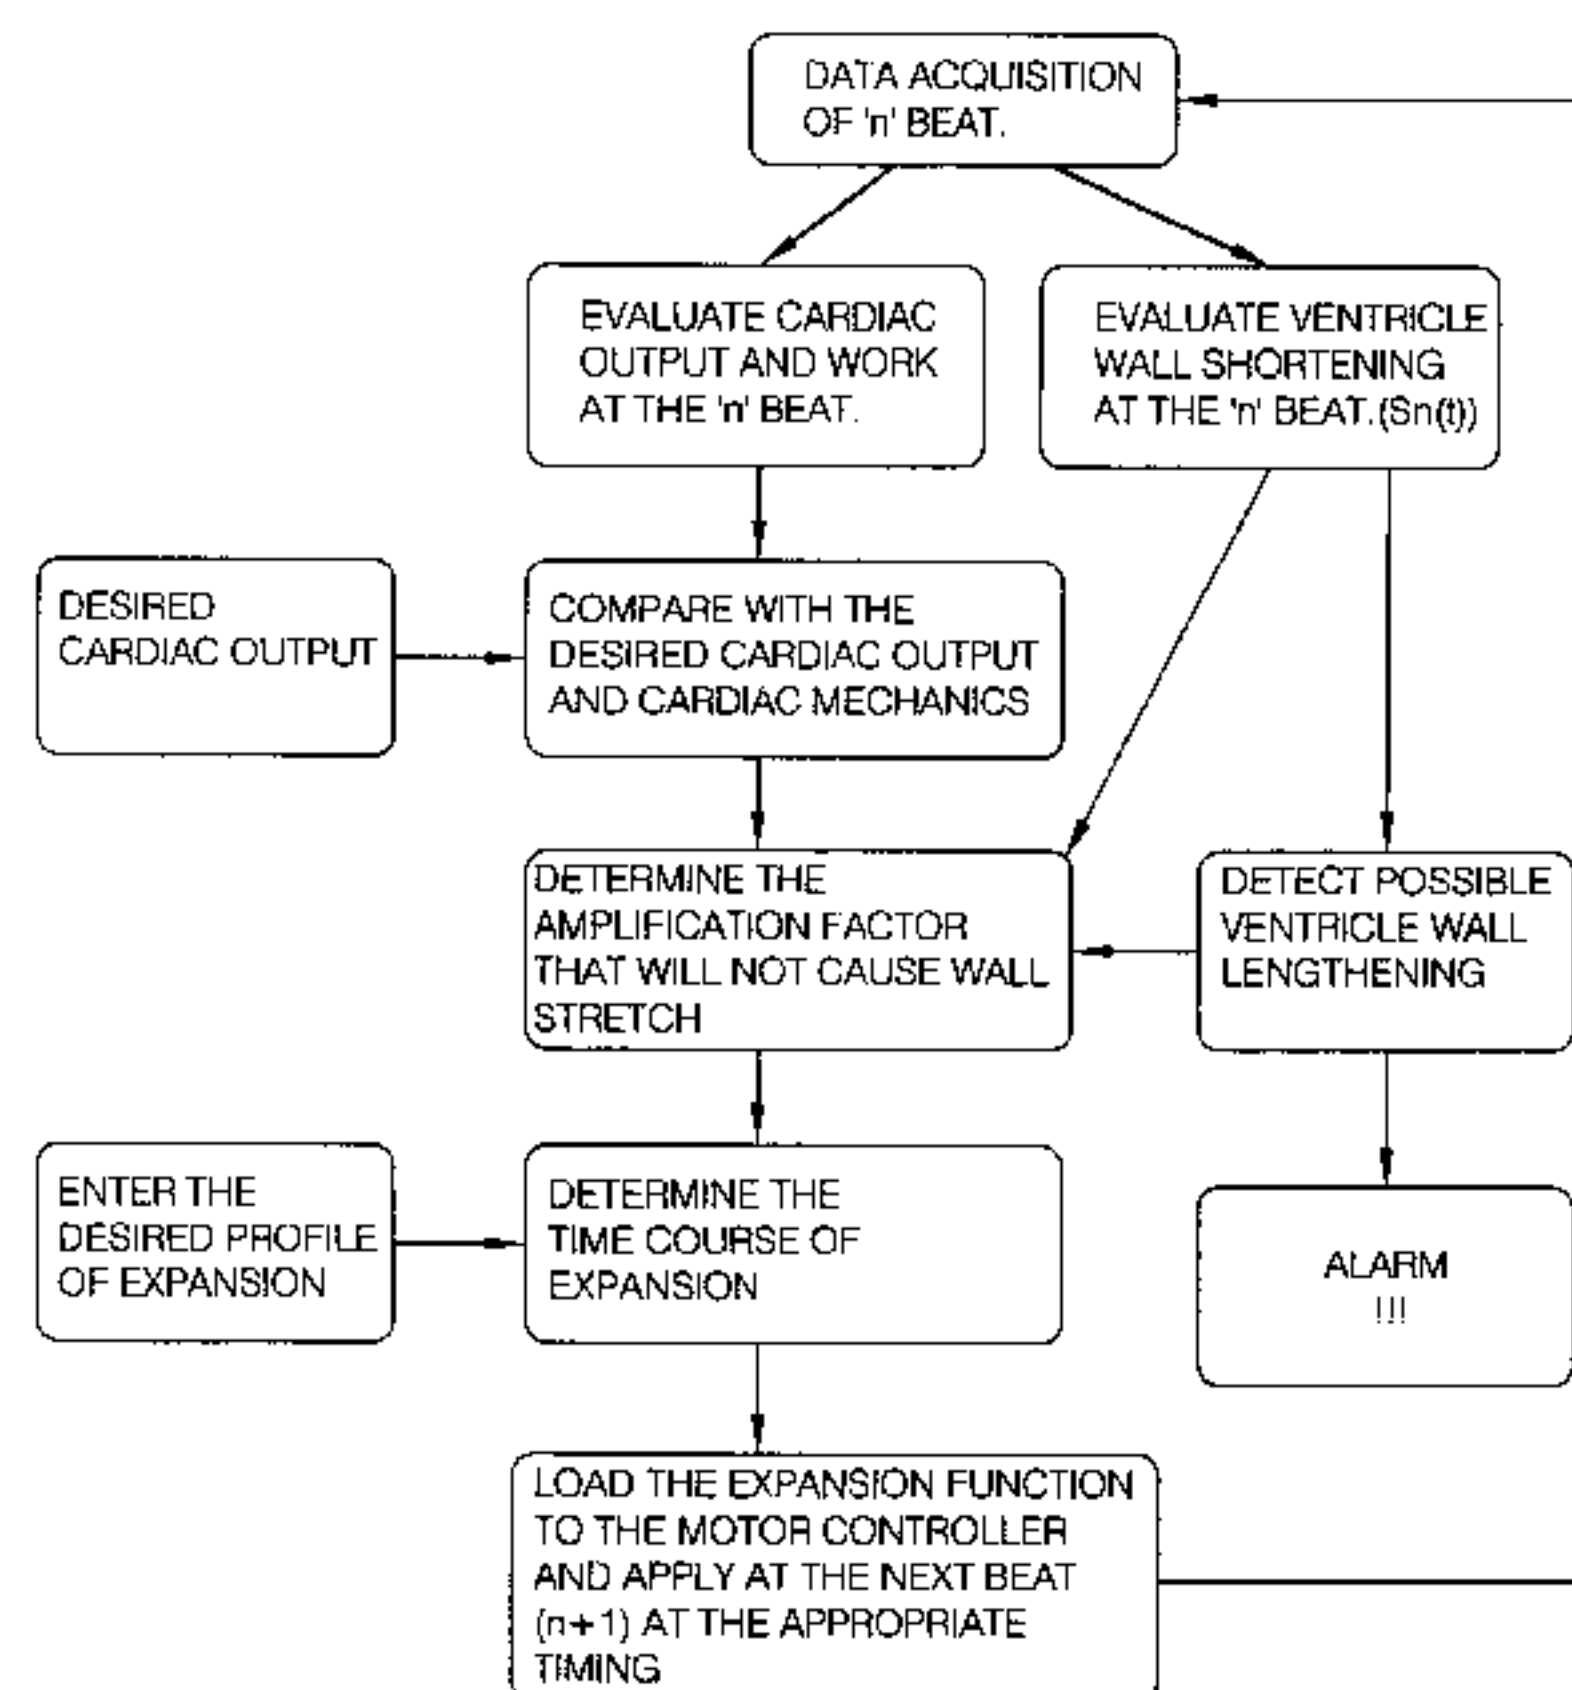 DATA ACQUISITION
OF 'n' BEAT.
EVALUATE CARDIAC
OUTPUT AND WORK
AT THE 'n' BEAT.
EVALUATE VENTRICLE
WALL SHORTENING
AT THE 'n' BEAT.(Sn(t))
DESIRED
CARDIAC OUTPUT
COMPARE WITH THE
DESIRED CARDIAC OUTPUT
AND CARDIAC MECHANICS
DETERMINE THE
AMPLIFICATION FACTOR
THAT WILL NOT CAUSE WALL
STRETCH
DETECT POSSIBLE
VENTRICLE WALL
LENGTHENING
ENTER THE
DESIRED PROFILE
OF EXPANSION
DETERMINE THE
TIME COURSE OF
EXPANSION
ALARM
!!!
LOAD THE EXPANSION FUNCTION
TO THE MOTOR CONTROLLER
AND APPLY AT THE NEXT BEAT
(n+1) AT THE APPROPRIATE
TIMING